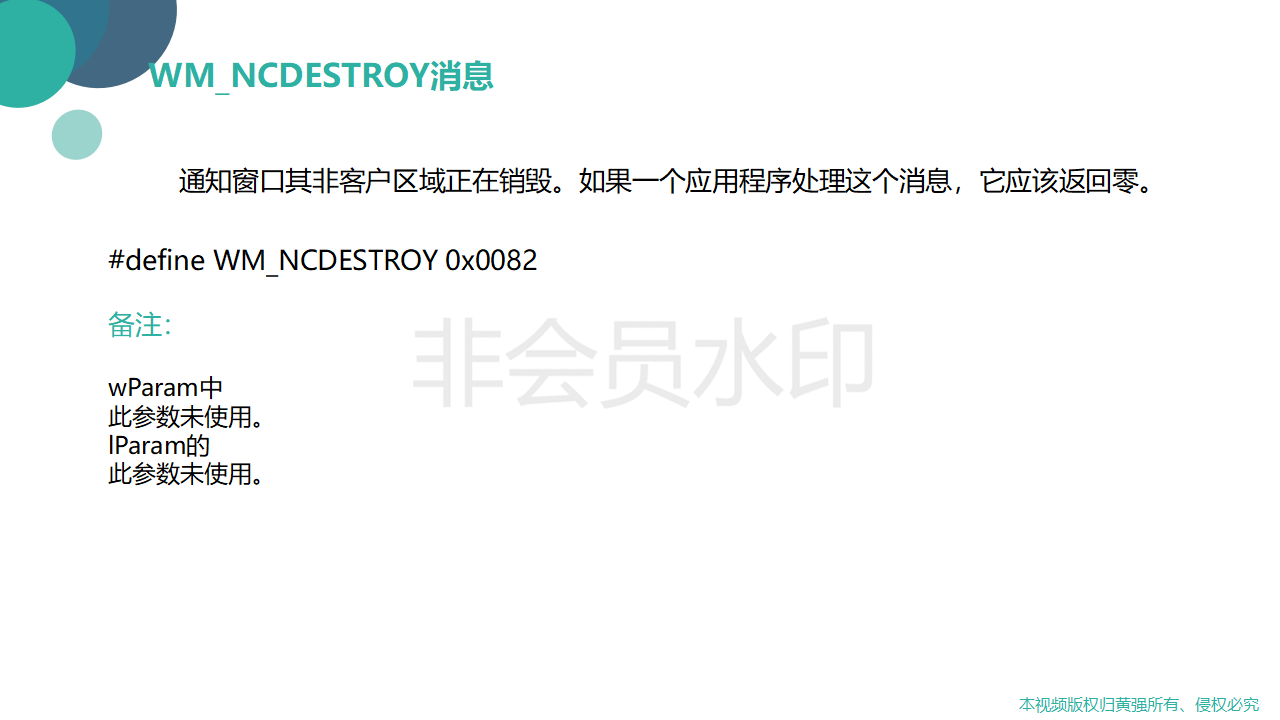 WM_NCDESTROY消息
通知窗口其非客户区域正在销毁。如果一个应用程序处理这个消息，它应该返回零。
#define WM_NCDESTROY 0x0082
备注：
非会员水印
wParam中
此参数未使用。
lParam的
此参数未使用。
本视频版权归黄强所有、侵权必究